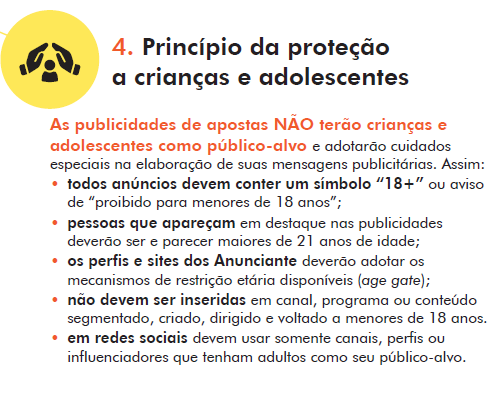 4. Princípio da proteção
a crianças e adolescentes
As publicidades de apostas NÃO terão crianças e
adolescentes como público-alvo e adotarão cuidados
especiais na elaboração de suas mensagens publicitárias. Assim:
• todos anúncios devem conter um símbolo “18+” ou aviso
de “proibido para menores de 18 anos”;
• pessoas que apareçam em destaque nas publicidades
deverão ser e parecer maiores de 21 anos de idade;
• os perfis e sites dos Anunciante deverão adotar os
mecanismos de restrição etária disponíveis (age gate);
• não devem ser inseridas em canal, programa ou conteúdo
segmentado, criado, dirigido e voltado a menores de 18 anos.
• em redes sociais devem usar somente canais, perfis ou
influenciadores que tenham adultos como seu público-alvo.